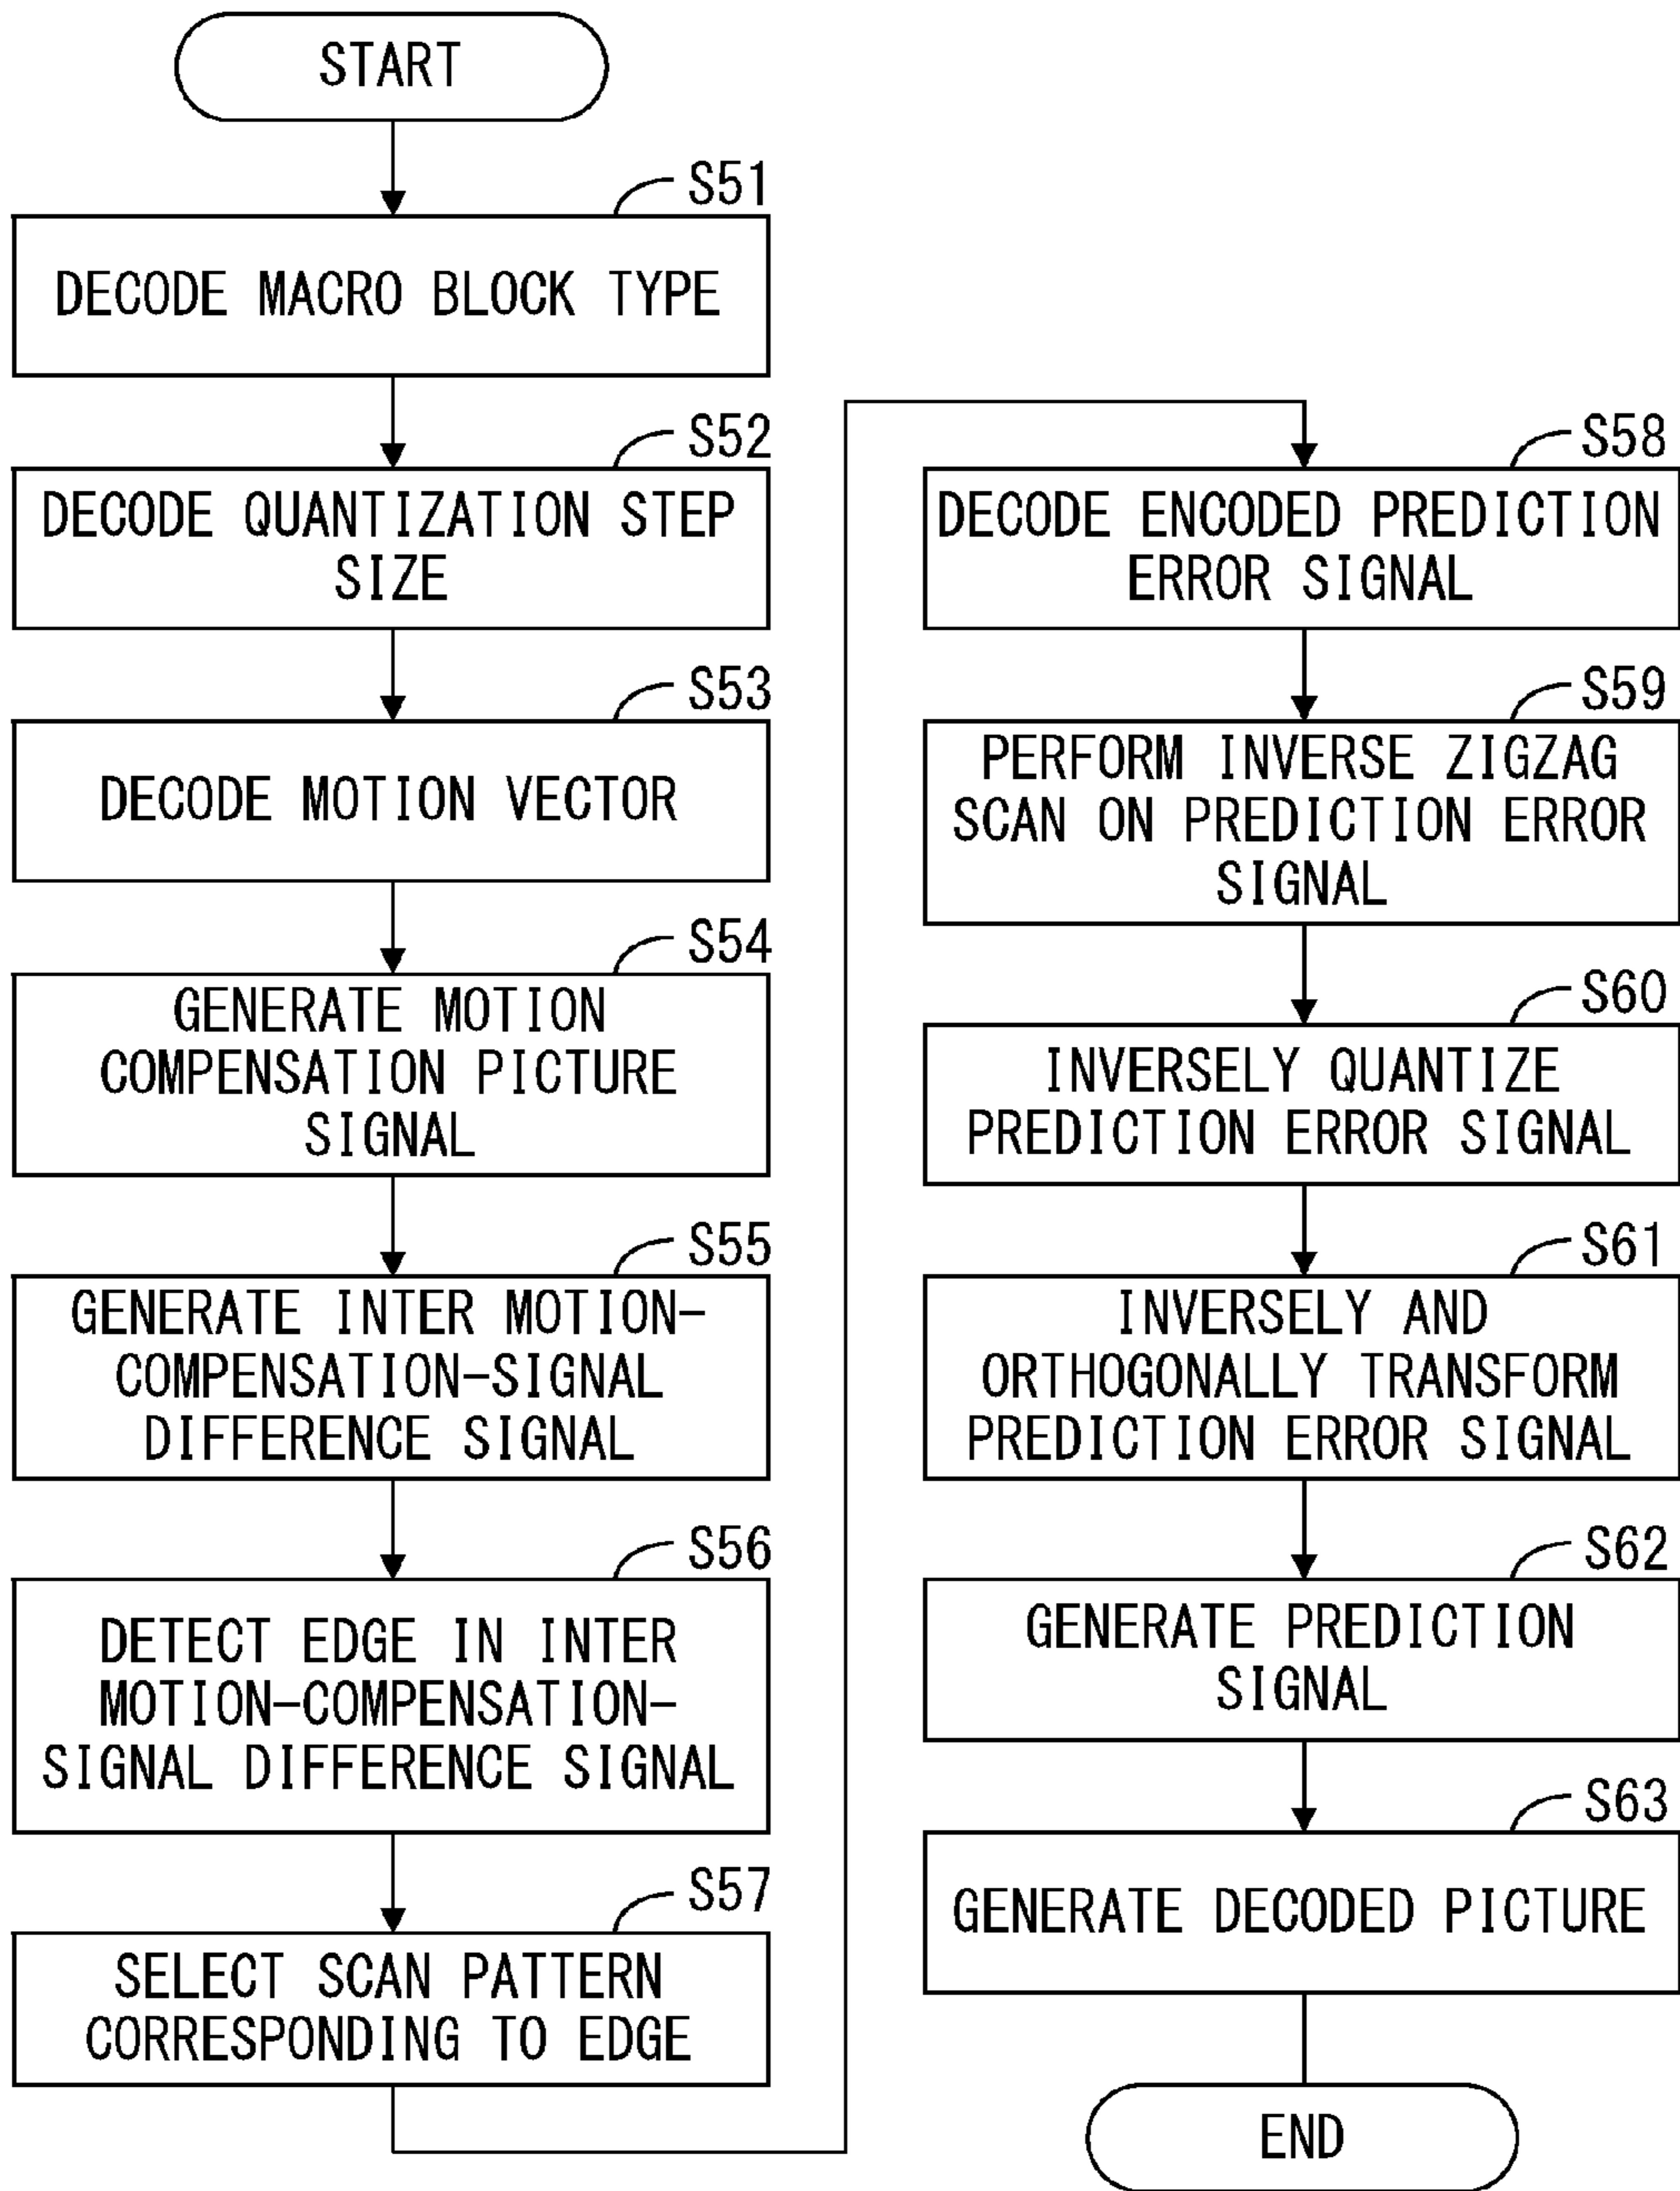 START
S51
DECODE MACRO BLOCK TYPE
S52
DECODE QUANTIZATION STEP
SIZE
S53
DECODE MOTION VECTOR
S54
GENERATE MOTION
COMPENSATION PICTURE
SIGNAL
S55
GENERATE INTER MOTION-
COMPENSATION-SIGNAL
DIFFERENCE SIGNAL
S56
DETECT EDGE IN INTER
MOTION-COMPENSATION-
SIGNAL DIFFERENCE SIGNAL
S57
SELECT SCAN PATTERN
CORRESPONDING TO EDGE
S58
DECODE ENCODED PREDICTION
ERROR SIGNAL
S59
PERFORM INVERSE ZIGZAG
SCAN ON PREDICTION ERROR
SIGNAL
S60
INVERSELY QUANTIZE
PREDICTION ERROR SIGNAL
S61
INVERSELY AND
ORTHOGONALLY TRANSFORM
PREDICTION ERROR SIGNAL
S62
GENERATE PREDICTION
SIGNAL
S63
GENERATE DECODED PICTURE
END